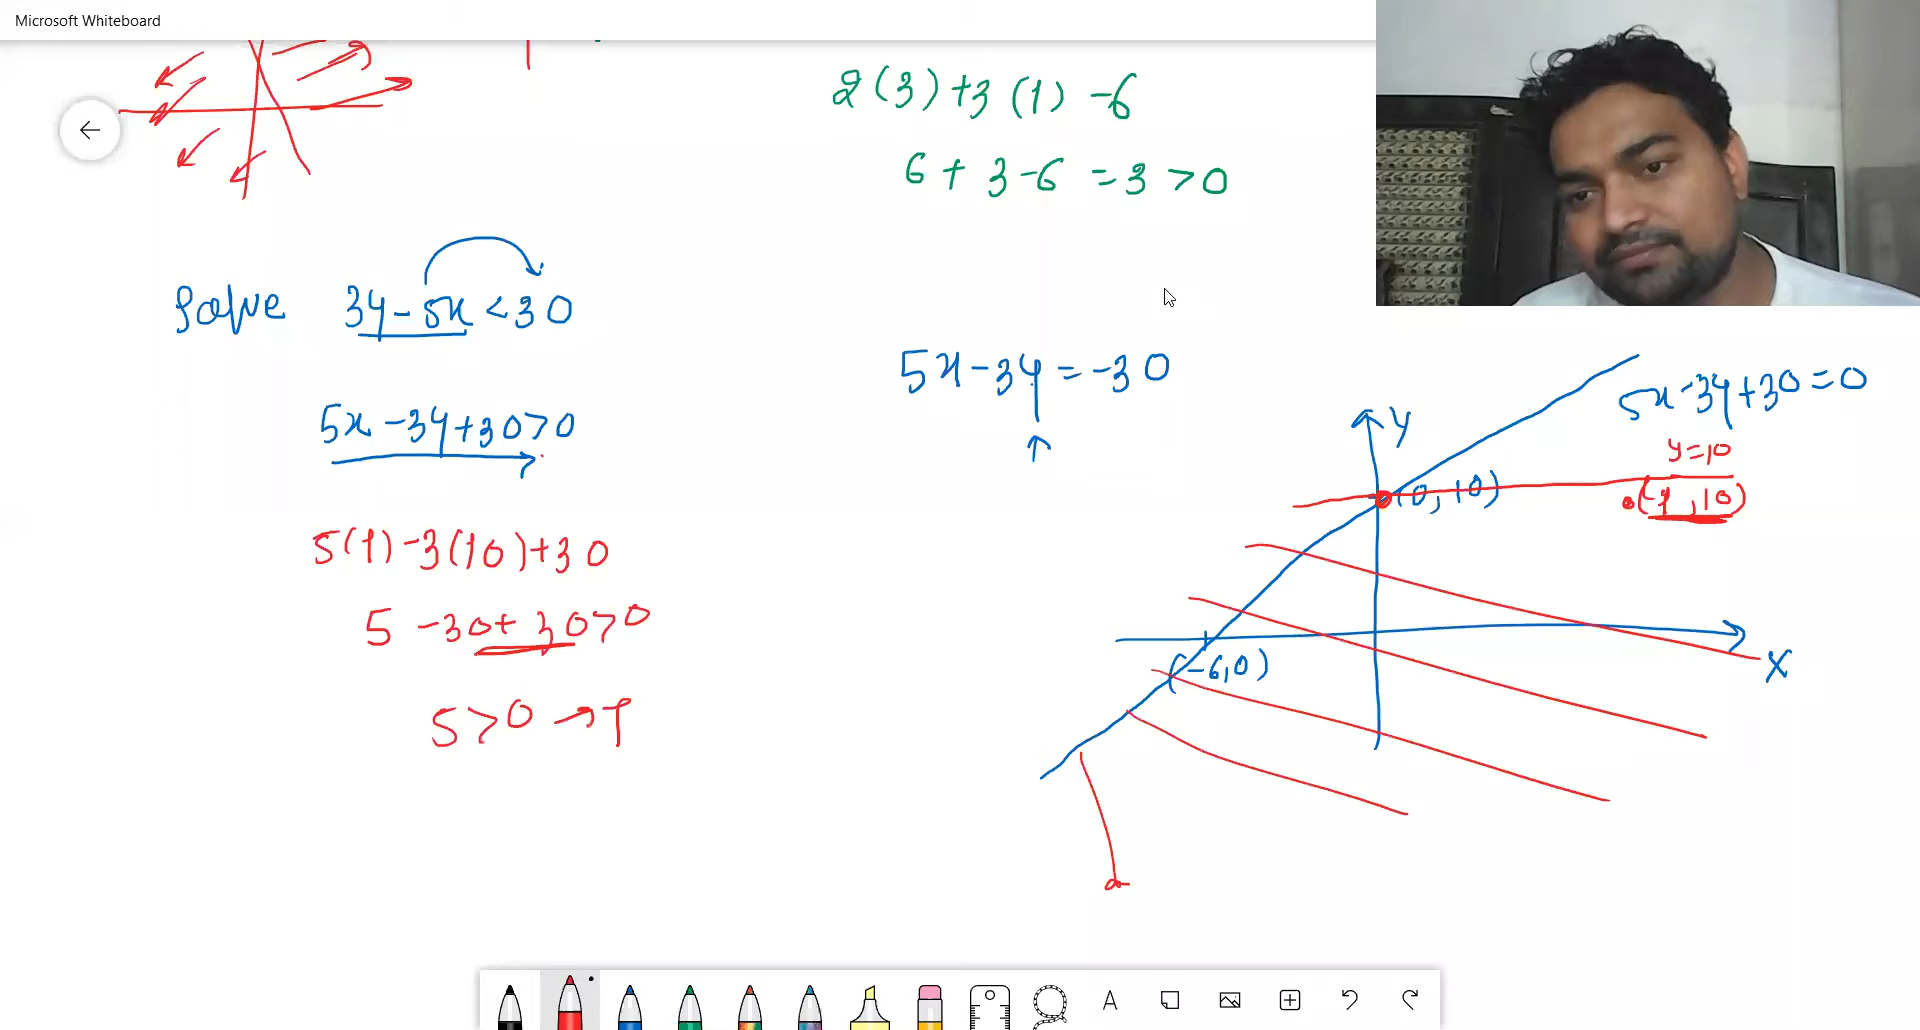 Microsoft Whiteboard
2(3)+3(1)-6
6+3-6=3>0
Solve 3y-5x<30
5x-3y+30>0
5(1)-3(10)+30
5-30+30>0
5>0→T
5x-3y=-30
5x-3y+30=0
Y
y=10
(0,10)
(1,10)
(-6,0)
X
A